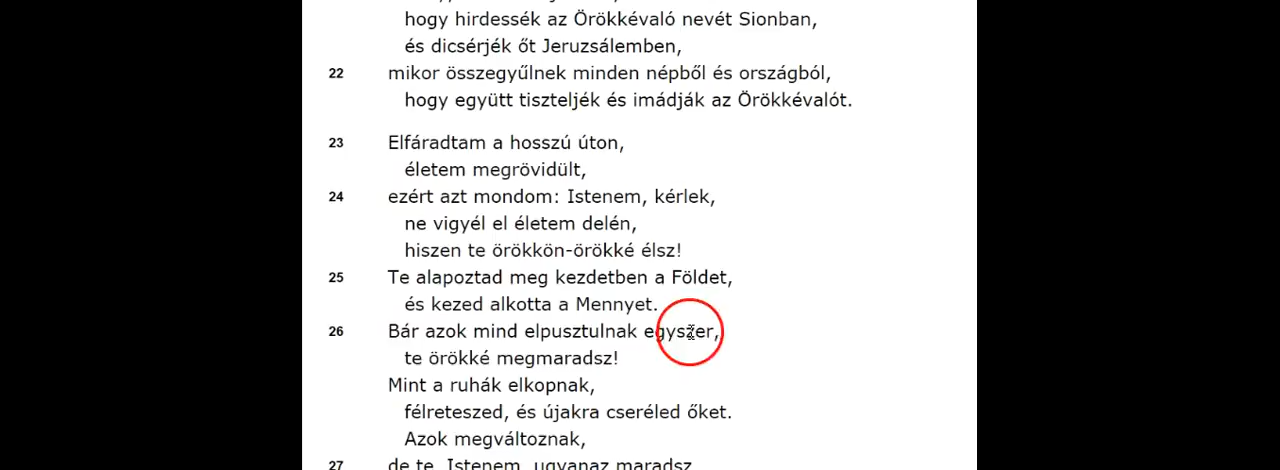 hogy hirdessék az Örökkévaló nevét Sionban,
és dicsérjék őt Jeruzsálemben,
22 mikor összegyűlnek minden népből és országból,
hogy együtt tiszteljék és imádják az Örökkévalót.
23 Elfáradtam a hosszú úton,
életem megrövidült,
24 ezért azt mondom: Istenem, kérlek,
ne vigyél el életem delén,
hiszen te örökkön-örökké élsz!
25 Te alapoztad meg kezdetben a Földet,
és kezed alkotta a Mennyet.
26 Bár azok mind elpusztulnak egyszer,
te örökké megmaradsz!
Mint a ruhák elkopnak,
félreteszed, és újakra cseréled őket.
Azok megváltoznak,
27 de te, Istenem, ugyanaz maradsz